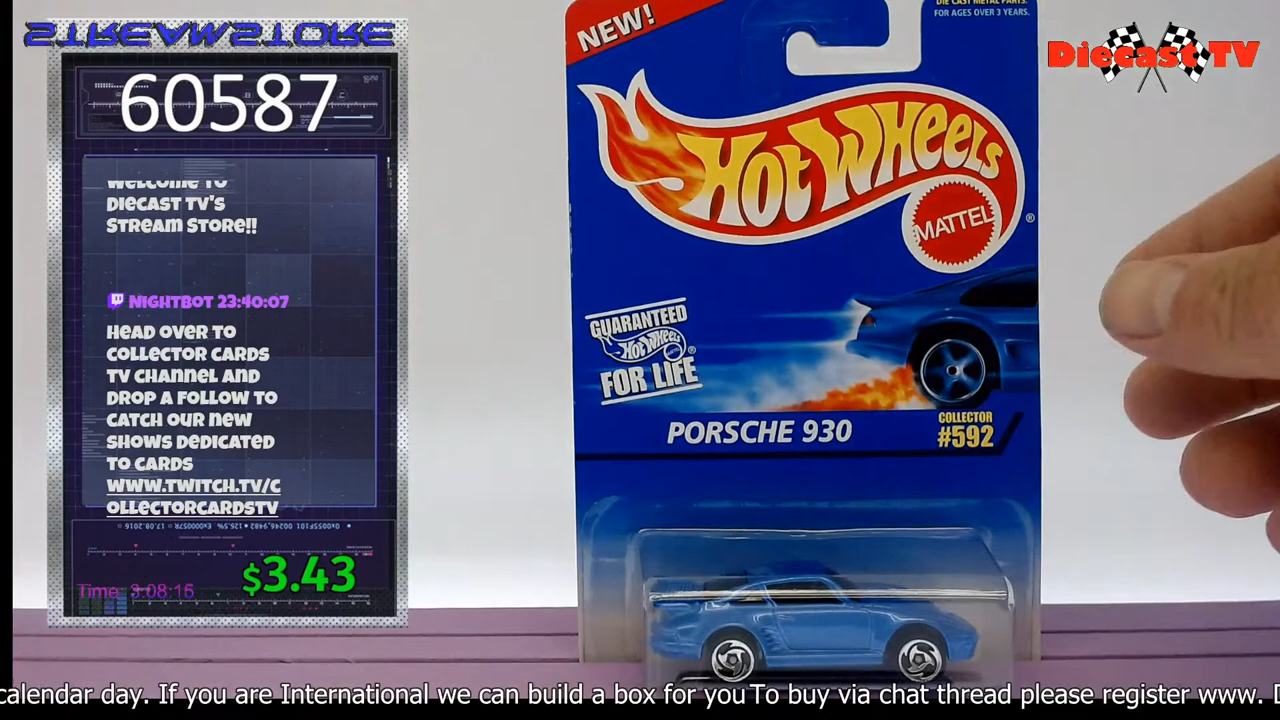 STREAMSTORE
60587
WELCOME TO
DIECAST TV'S
STREAM STORE!!
NIGHTBOT 23:40:07
HEAD OVER TO
COLLECTOR CARDS
TV CHANNEL AND
DROP A FOLLOW TO
CATCH OUR NEW
SHOWS DEDICATED
TO CARDS
WWW.TWITCH.TV/C
OLLECTORCARDSTV
Time: 3:08:15
$3.43
NEW!
DIE CAST METAL PARTS.
FOR AGES OVER 3 YEARS.
HOT WHEELS
MATTEL
®
GUARANTEED
Hot Wheels
®
FOR LIFE
PORSCHE 930
COLLECTOR
#592
Diecast TV
calendar day. If you are International we can build a box for you To buy via chat thread please register www.